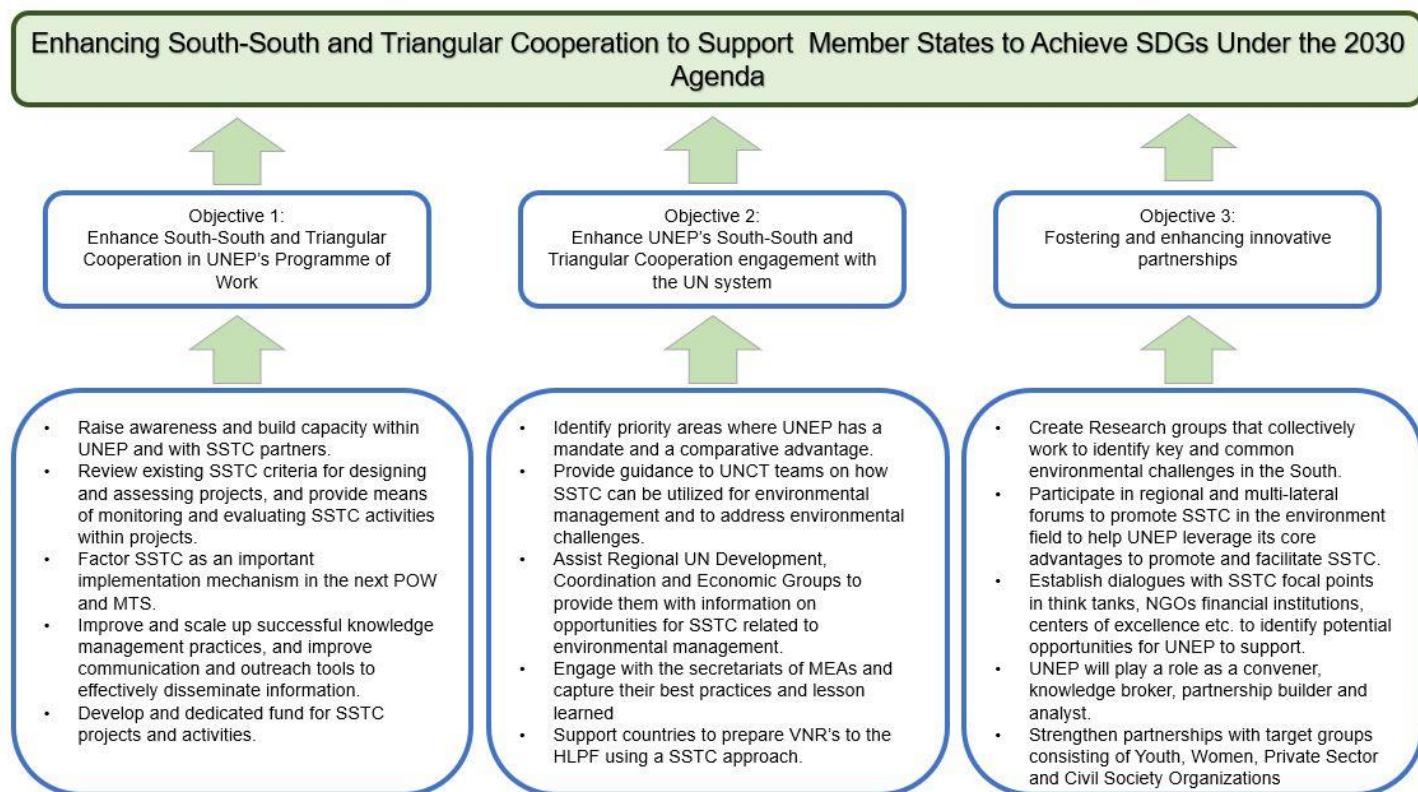 Enhancing South-South and Triangular Cooperation to Support Member States to Achieve SDGs Under the 2030
Agenda
Objective 1:
Enhance South-South and Triangular
Cooperation in UNEP's Programme of
Work
Objective 2:
Enhance UNEP's South-South and
Triangular Cooperation engagement with
the UN system
Objective 3:
Fostering and enhancing innovative
partnerships
• Raise awareness and build capacity within
UNEP and with SSTC partners.
• Review existing SSTC criteria for designing
and assessing projects, and provide means
of monitoring and evaluating SSTC activities
within projects.
• Factor SSTC as an important
implementation mechanism in the next POW
and MTS.
• Improve and scale up successful knowledge
management practices, and improve
communication and outreach tools to
effectively disseminate information.
• Develop and dedicated fund for SSTC
projects and activities.
• Identify priority areas where UNEP has a
mandate and a comparative advantage.
• Provide guidance to UNCT teams on how
SSTC can be utilized for environmental
management and to address environmental
challenges.
• Assist Regional UN Development,
Coordination and Economic Groups to
provide them with information on
opportunities for SSTC related to
environmental management.
• Engage with the secretariats of MEAs and
capture their best practices and lesson
learned
• Support countries to prepare VNR's to the
HLPF using a SSTC approach.
• Create Research groups that collectively
work to identify key and common
environmental challenges in the South.
• Participate in regional and multi-lateral
forums to promote SSTC in the environment
field to help UNEP leverage its core
advantages to promote and facilitate SSTC.
• Establish dialogues with SSTC focal points
in think tanks, NGOs financial institutions,
centers of excellence etc. to identify potential
opportunities for UNEP to support.
• UNEP will play a role as a convener,
knowledge broker, partnership builder and
analyst.
• Strengthen partnerships with target groups
consisting of Youth, Women, Private Sector
and Civil Society Organizations